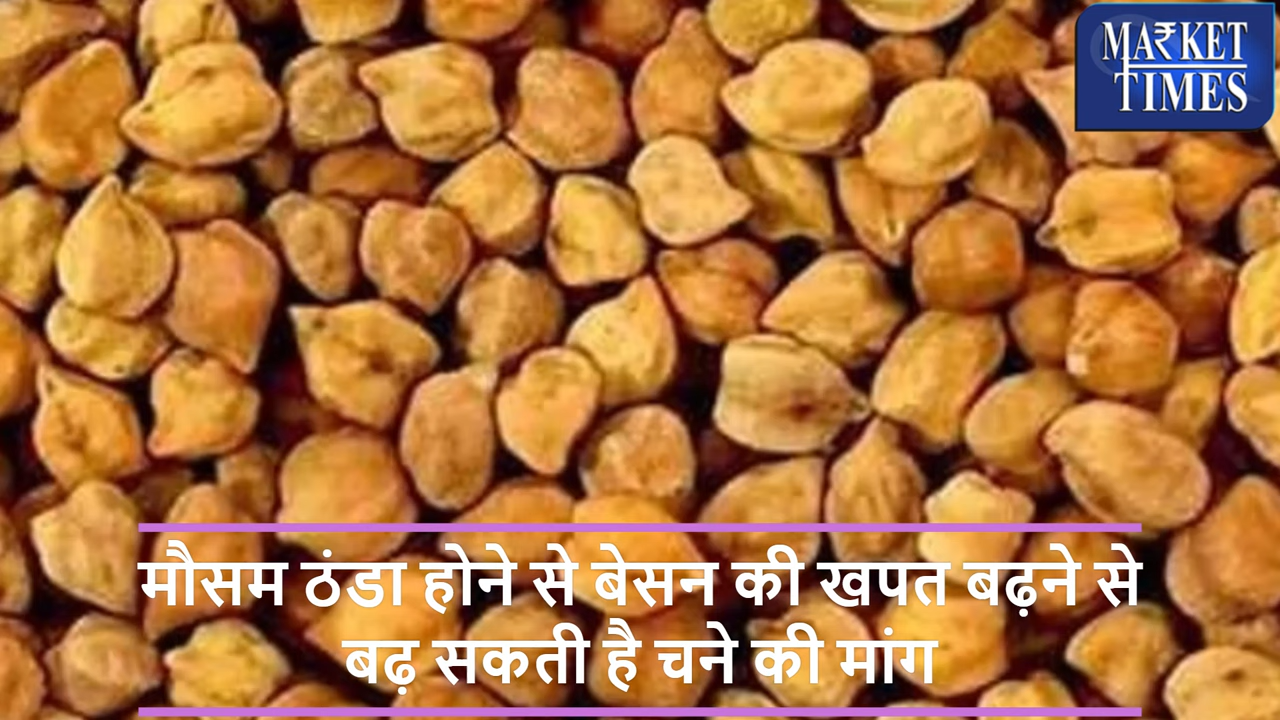 MA₹KET
TIMES
मौसम ठंडा होने से बेसन की खपत बढ़ने से
बढ़ सकती है चने की मांग